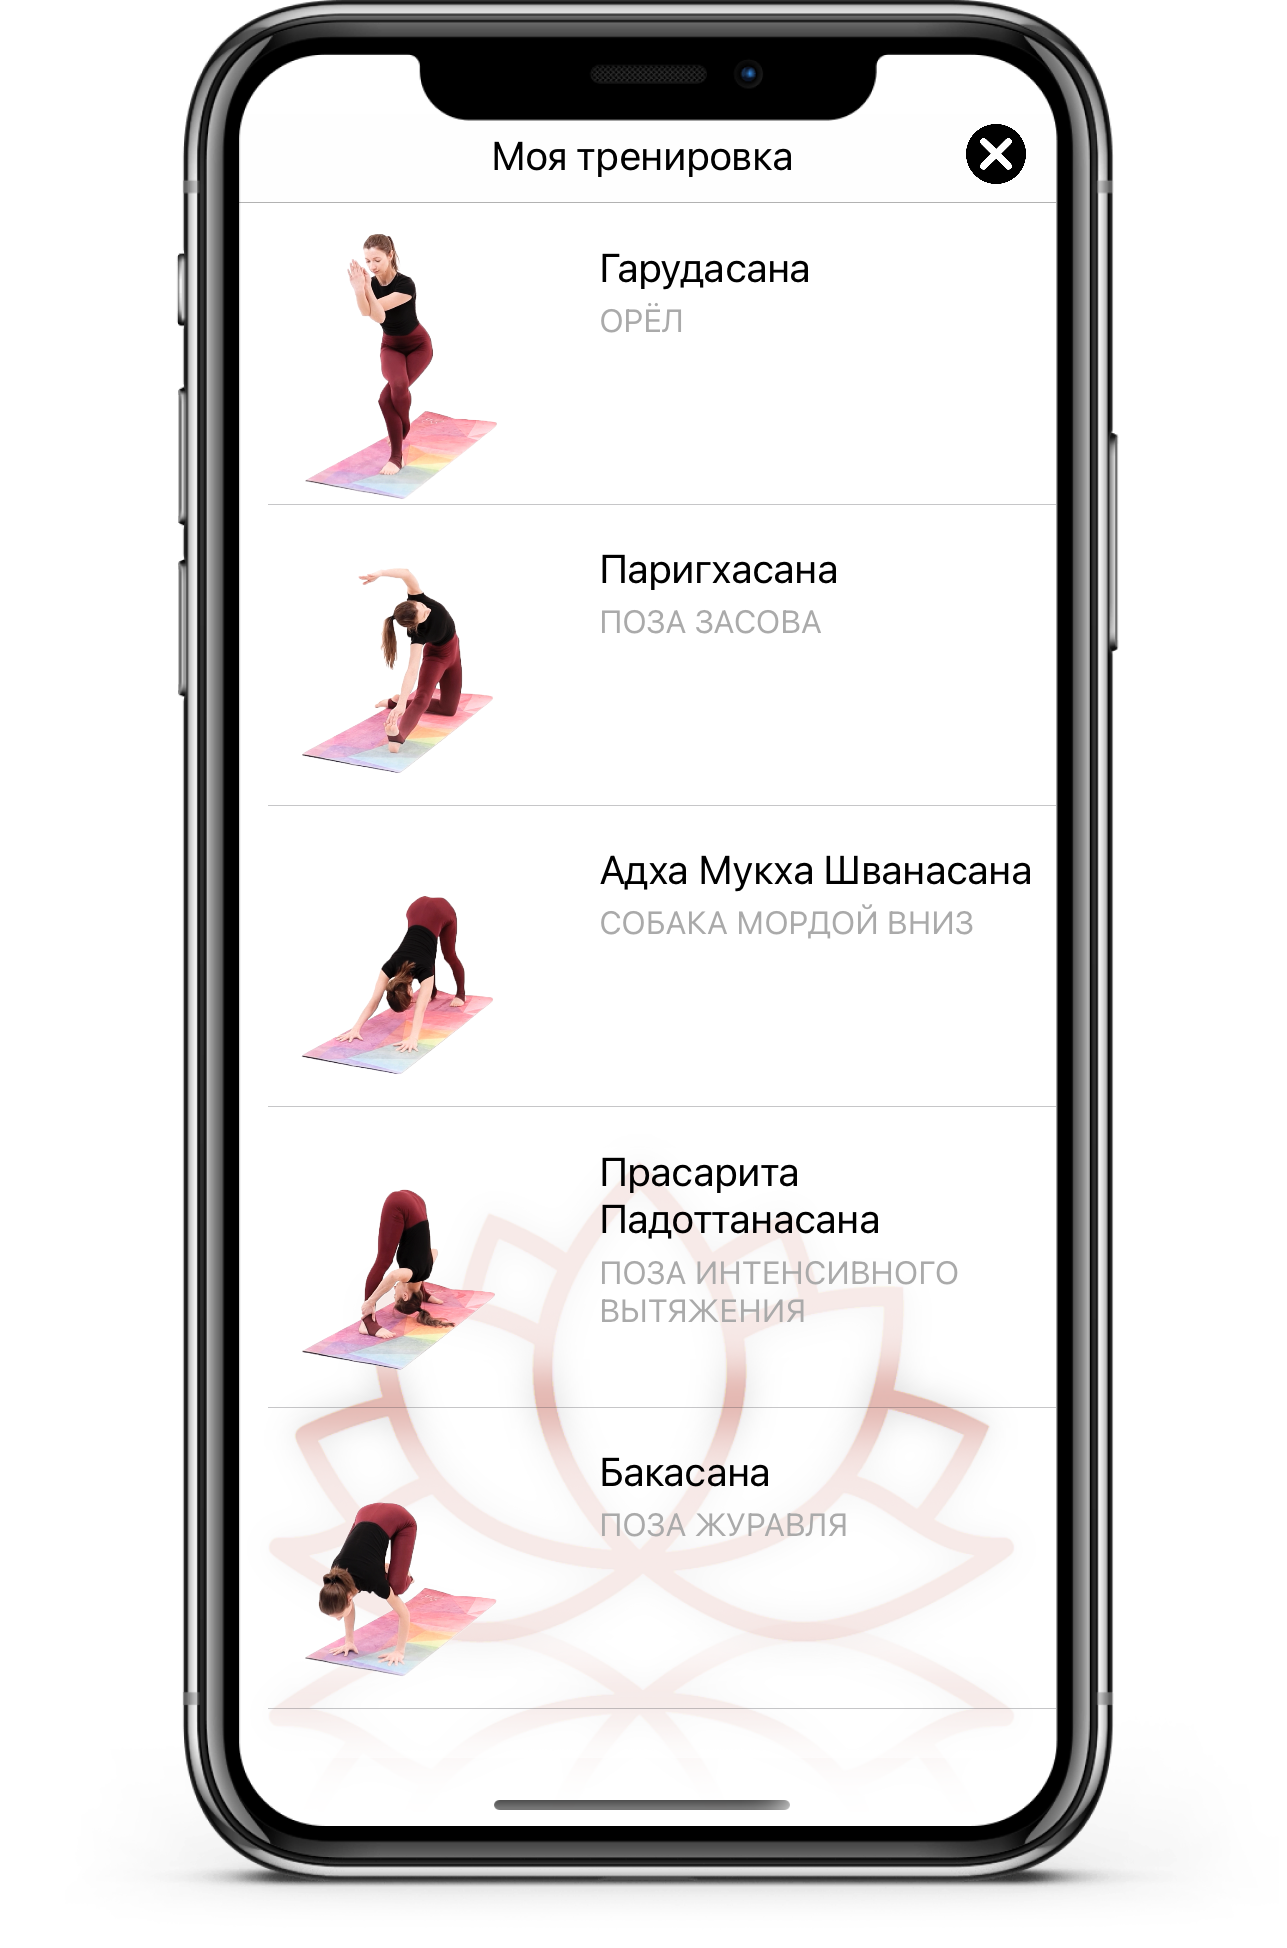 Моя тренировка
Гарудасана
ОРЁЛ
Паригхасана
ПОЗА ЗАСОВА
Адха Мукха Шванасана
СОБАКА МОРДОЙ ВНИЗ
Прасарита
Падоттанасана
ПОЗА ИНТЕНСИВНОГО
ВЫТЯЖЕНИЯ
Бакасана
ПОЗА ЖУРАВЛЯ